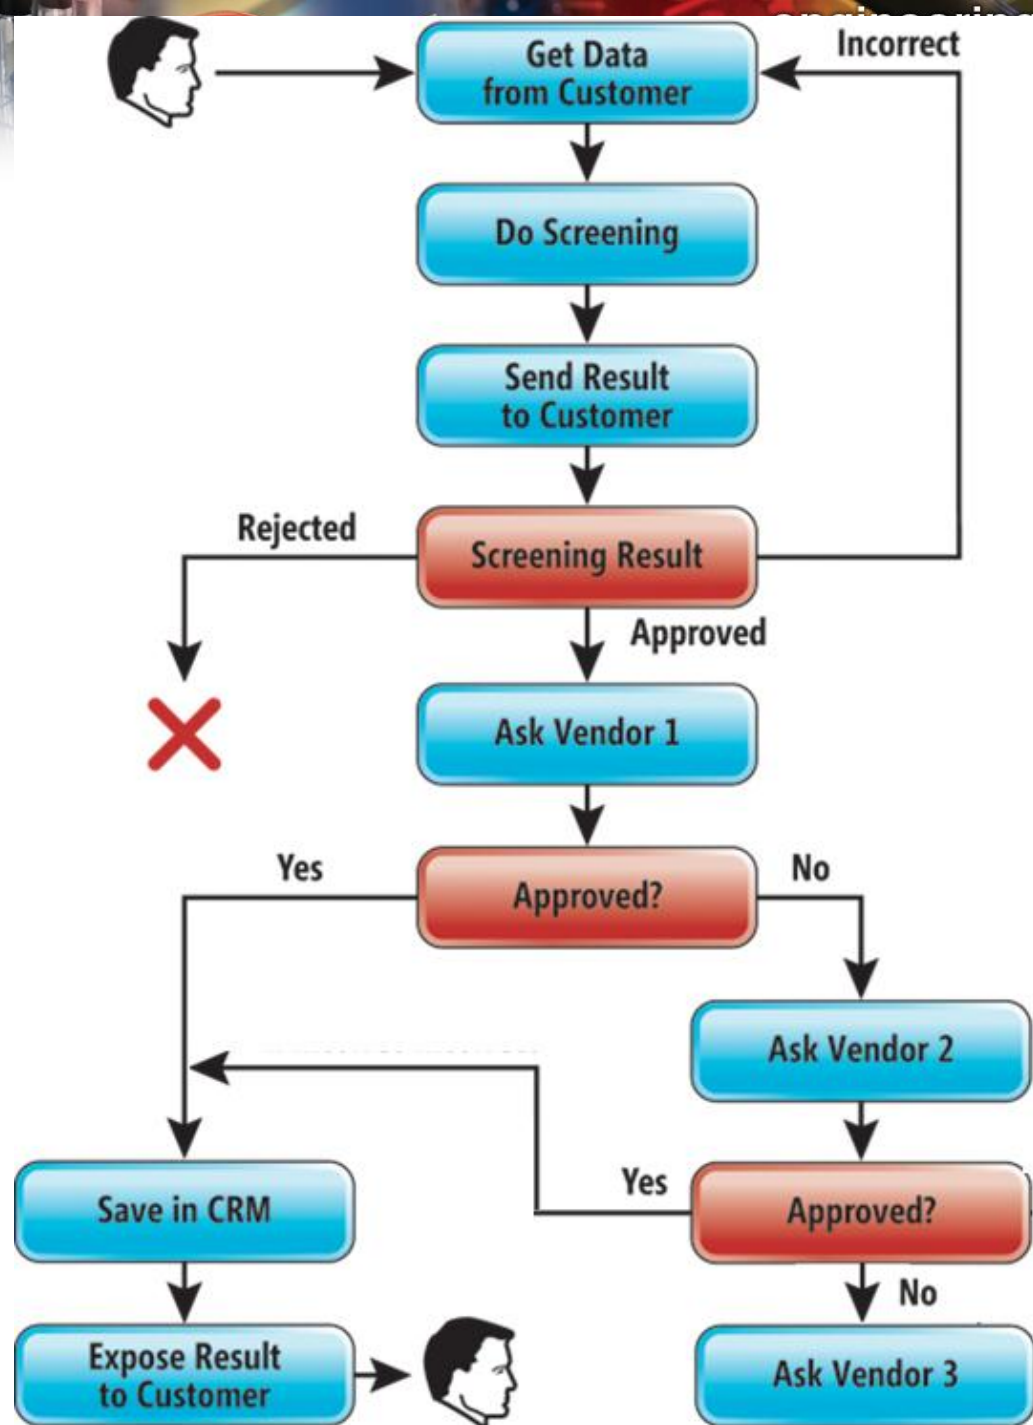 Incorrect
Get Data
from Customer
Do Screening
Send Result
to Customer
Rejected
Screening Result
Approved
Ask Vendor 1
Yes
Approved?
No
Ask Vendor 2
Yes
Approved?
Save in CRM
No
Expose Result
to Customer
Ask Vendor 3